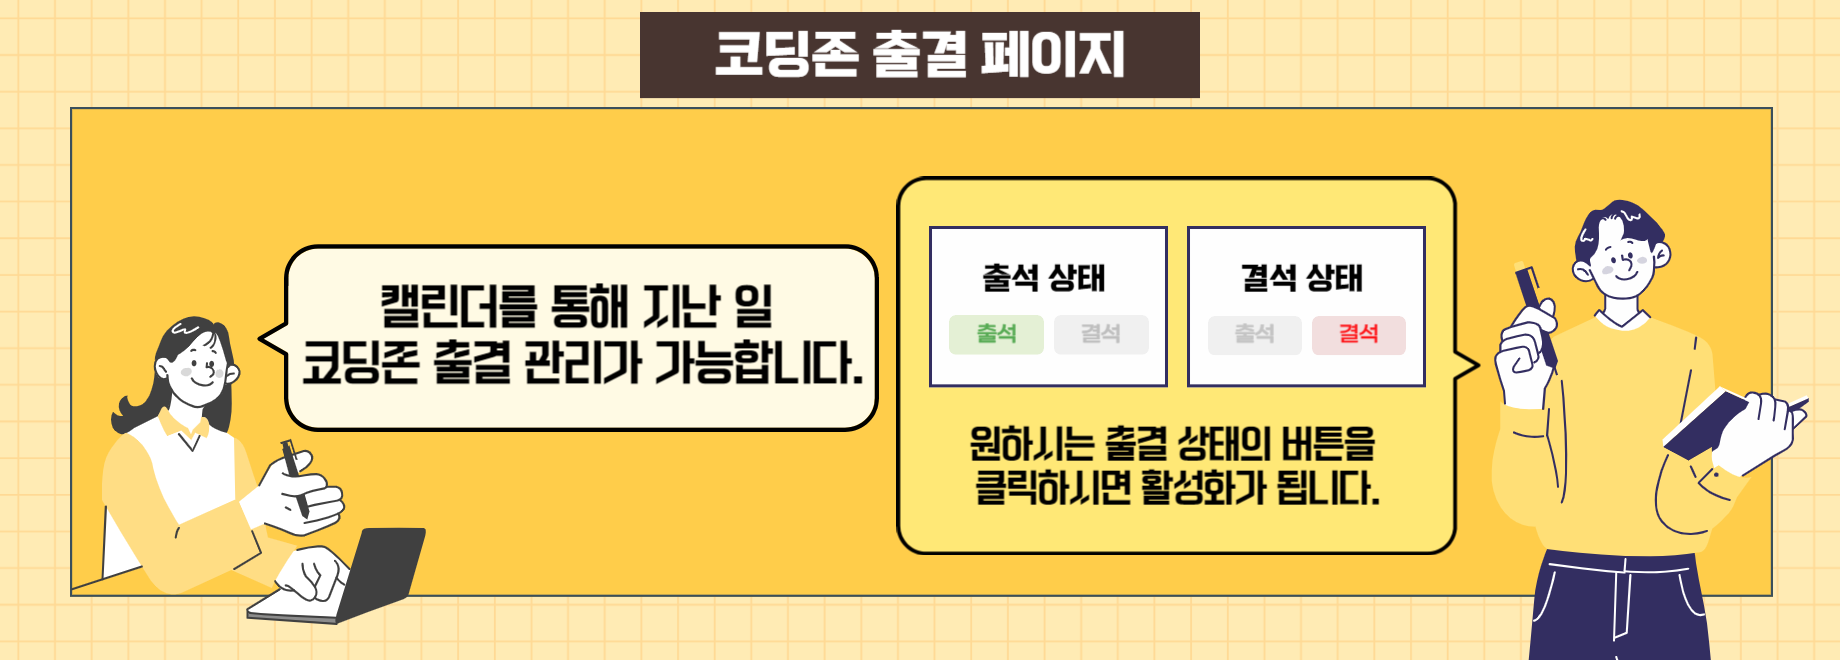 코딩존 출결 페이지
캘린더를 통해 지난 일
코딩존 출결 관리가 가능합니다.
출석 상태
출석 결석
결석 상태
출석 결석
원하시는 출결 상태의 버튼을
클릭하시면 활성화가 됩니다.